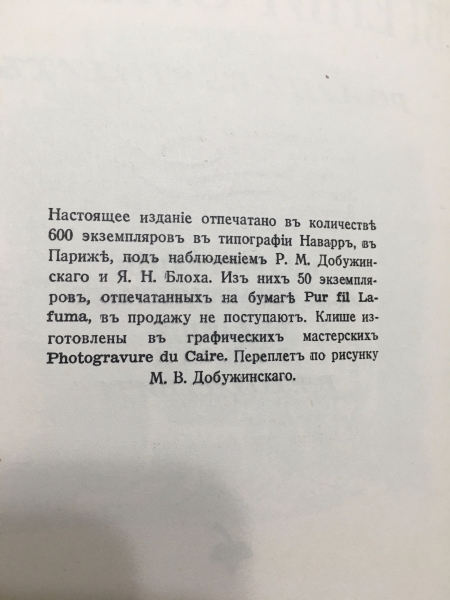 Настоящее изданіе отпечатано въ количествѣ
600 экземпляровъ въ типографіи Наварръ, въ
Парижѣ, подъ наблюденіемъ Р. М. Добужин-
скаго и Я. Н. Блоха. Изъ нихъ 50 экземпля-
ровъ, отпечатанныхъ на бумагѣ Pur fil La-
fuma, въ продажу не поступаютъ. Клише из-
готовлены въ графическихъ мастерскихъ
Photogravure du Caire. Переплетъ по рисунку
М. В. Добужинскаго.